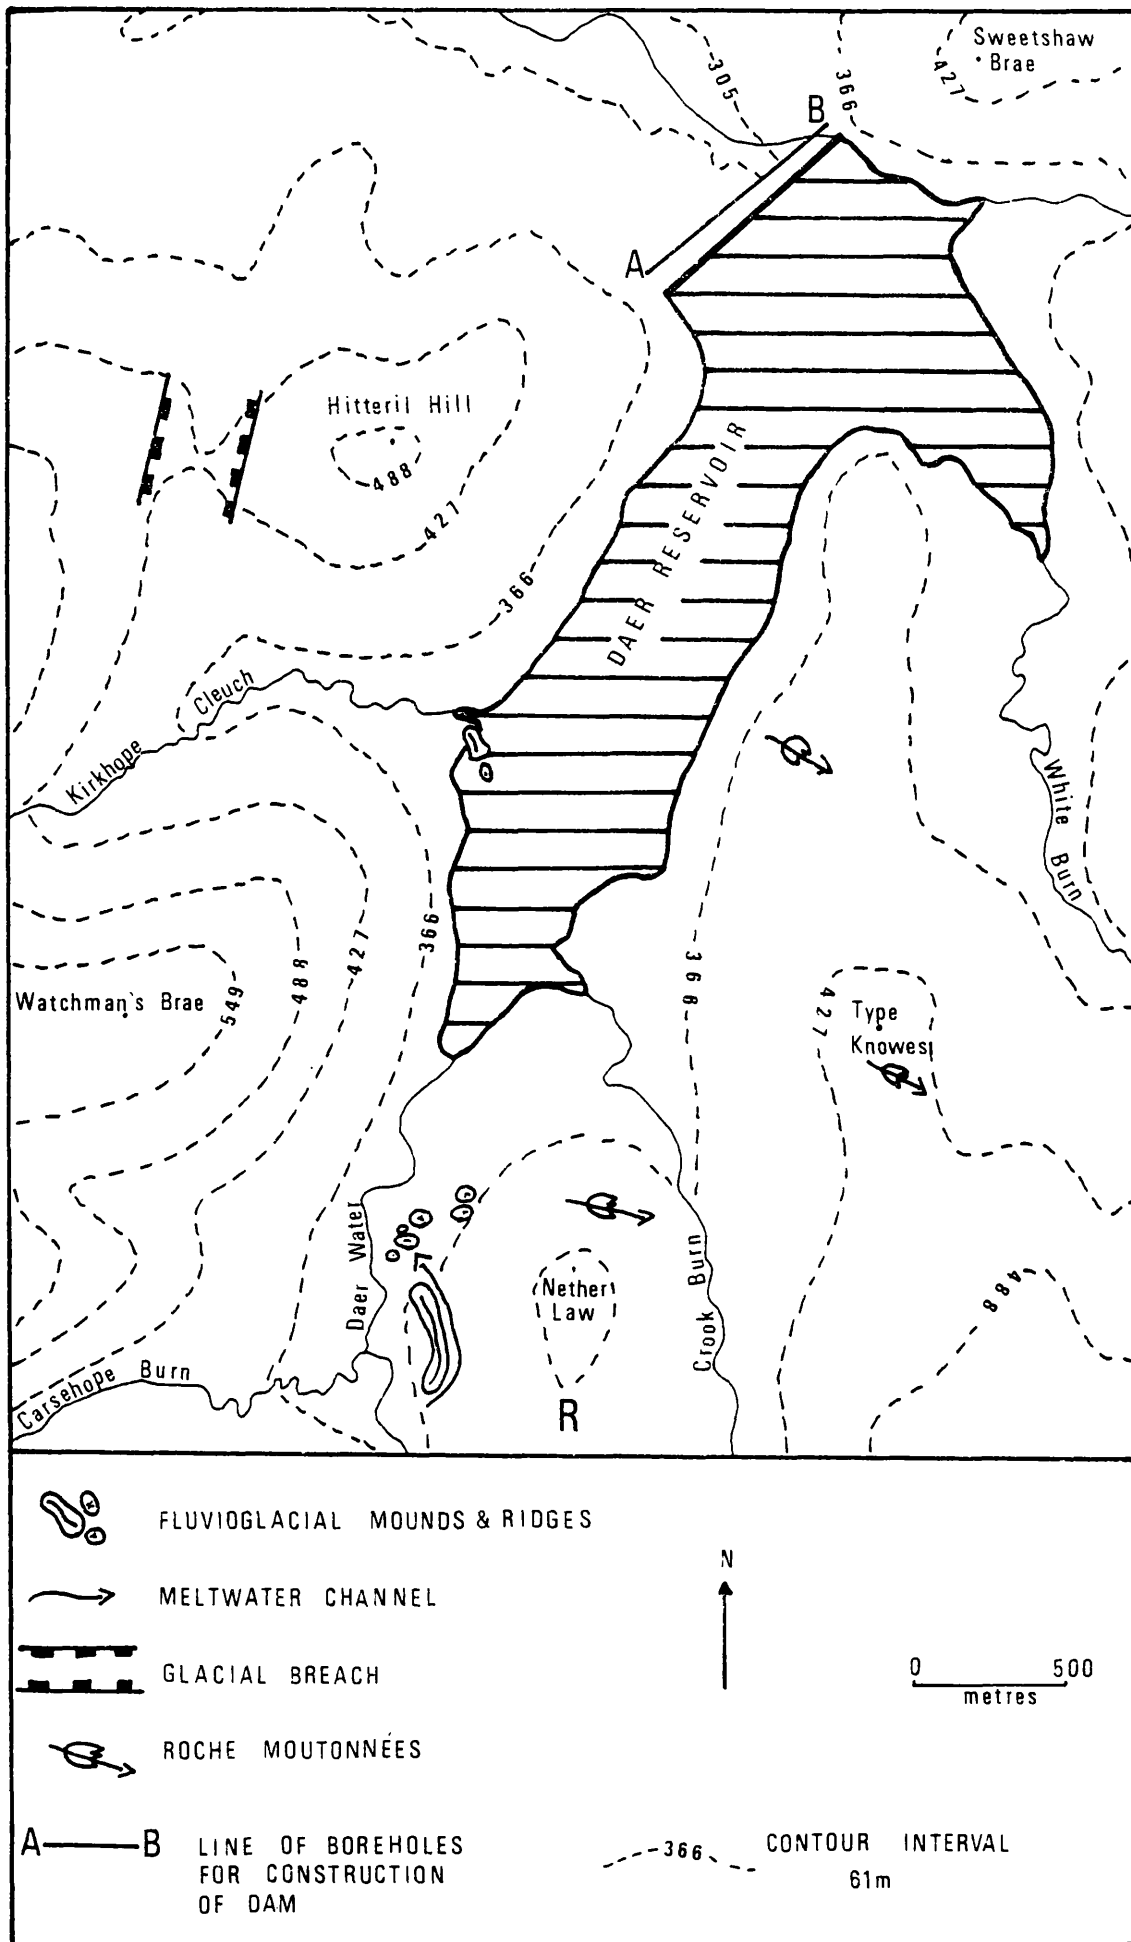 Sweetshaw
Brae
305
366
427
B
A
Hitteril Hill
488
427
366
DAER RESERVOIR
Kirkhope Cleuch
White Burn
366
427
488
549
Watchman's Brae
366
427
Type
Knowes
Daer Water
Nether
Law
Crook Burn
488
Carsehope Burn
R
FLUVIOGLACIAL MOUNDS & RIDGES
MELTWATER CHANNEL
GLACIAL BREACH
ROCHE MOUTONNÉES
N
0 500
metres
A B LINE OF BOREHOLES
FOR CONSTRUCTION
OF DAM
366 CONTOUR INTERVAL
61m